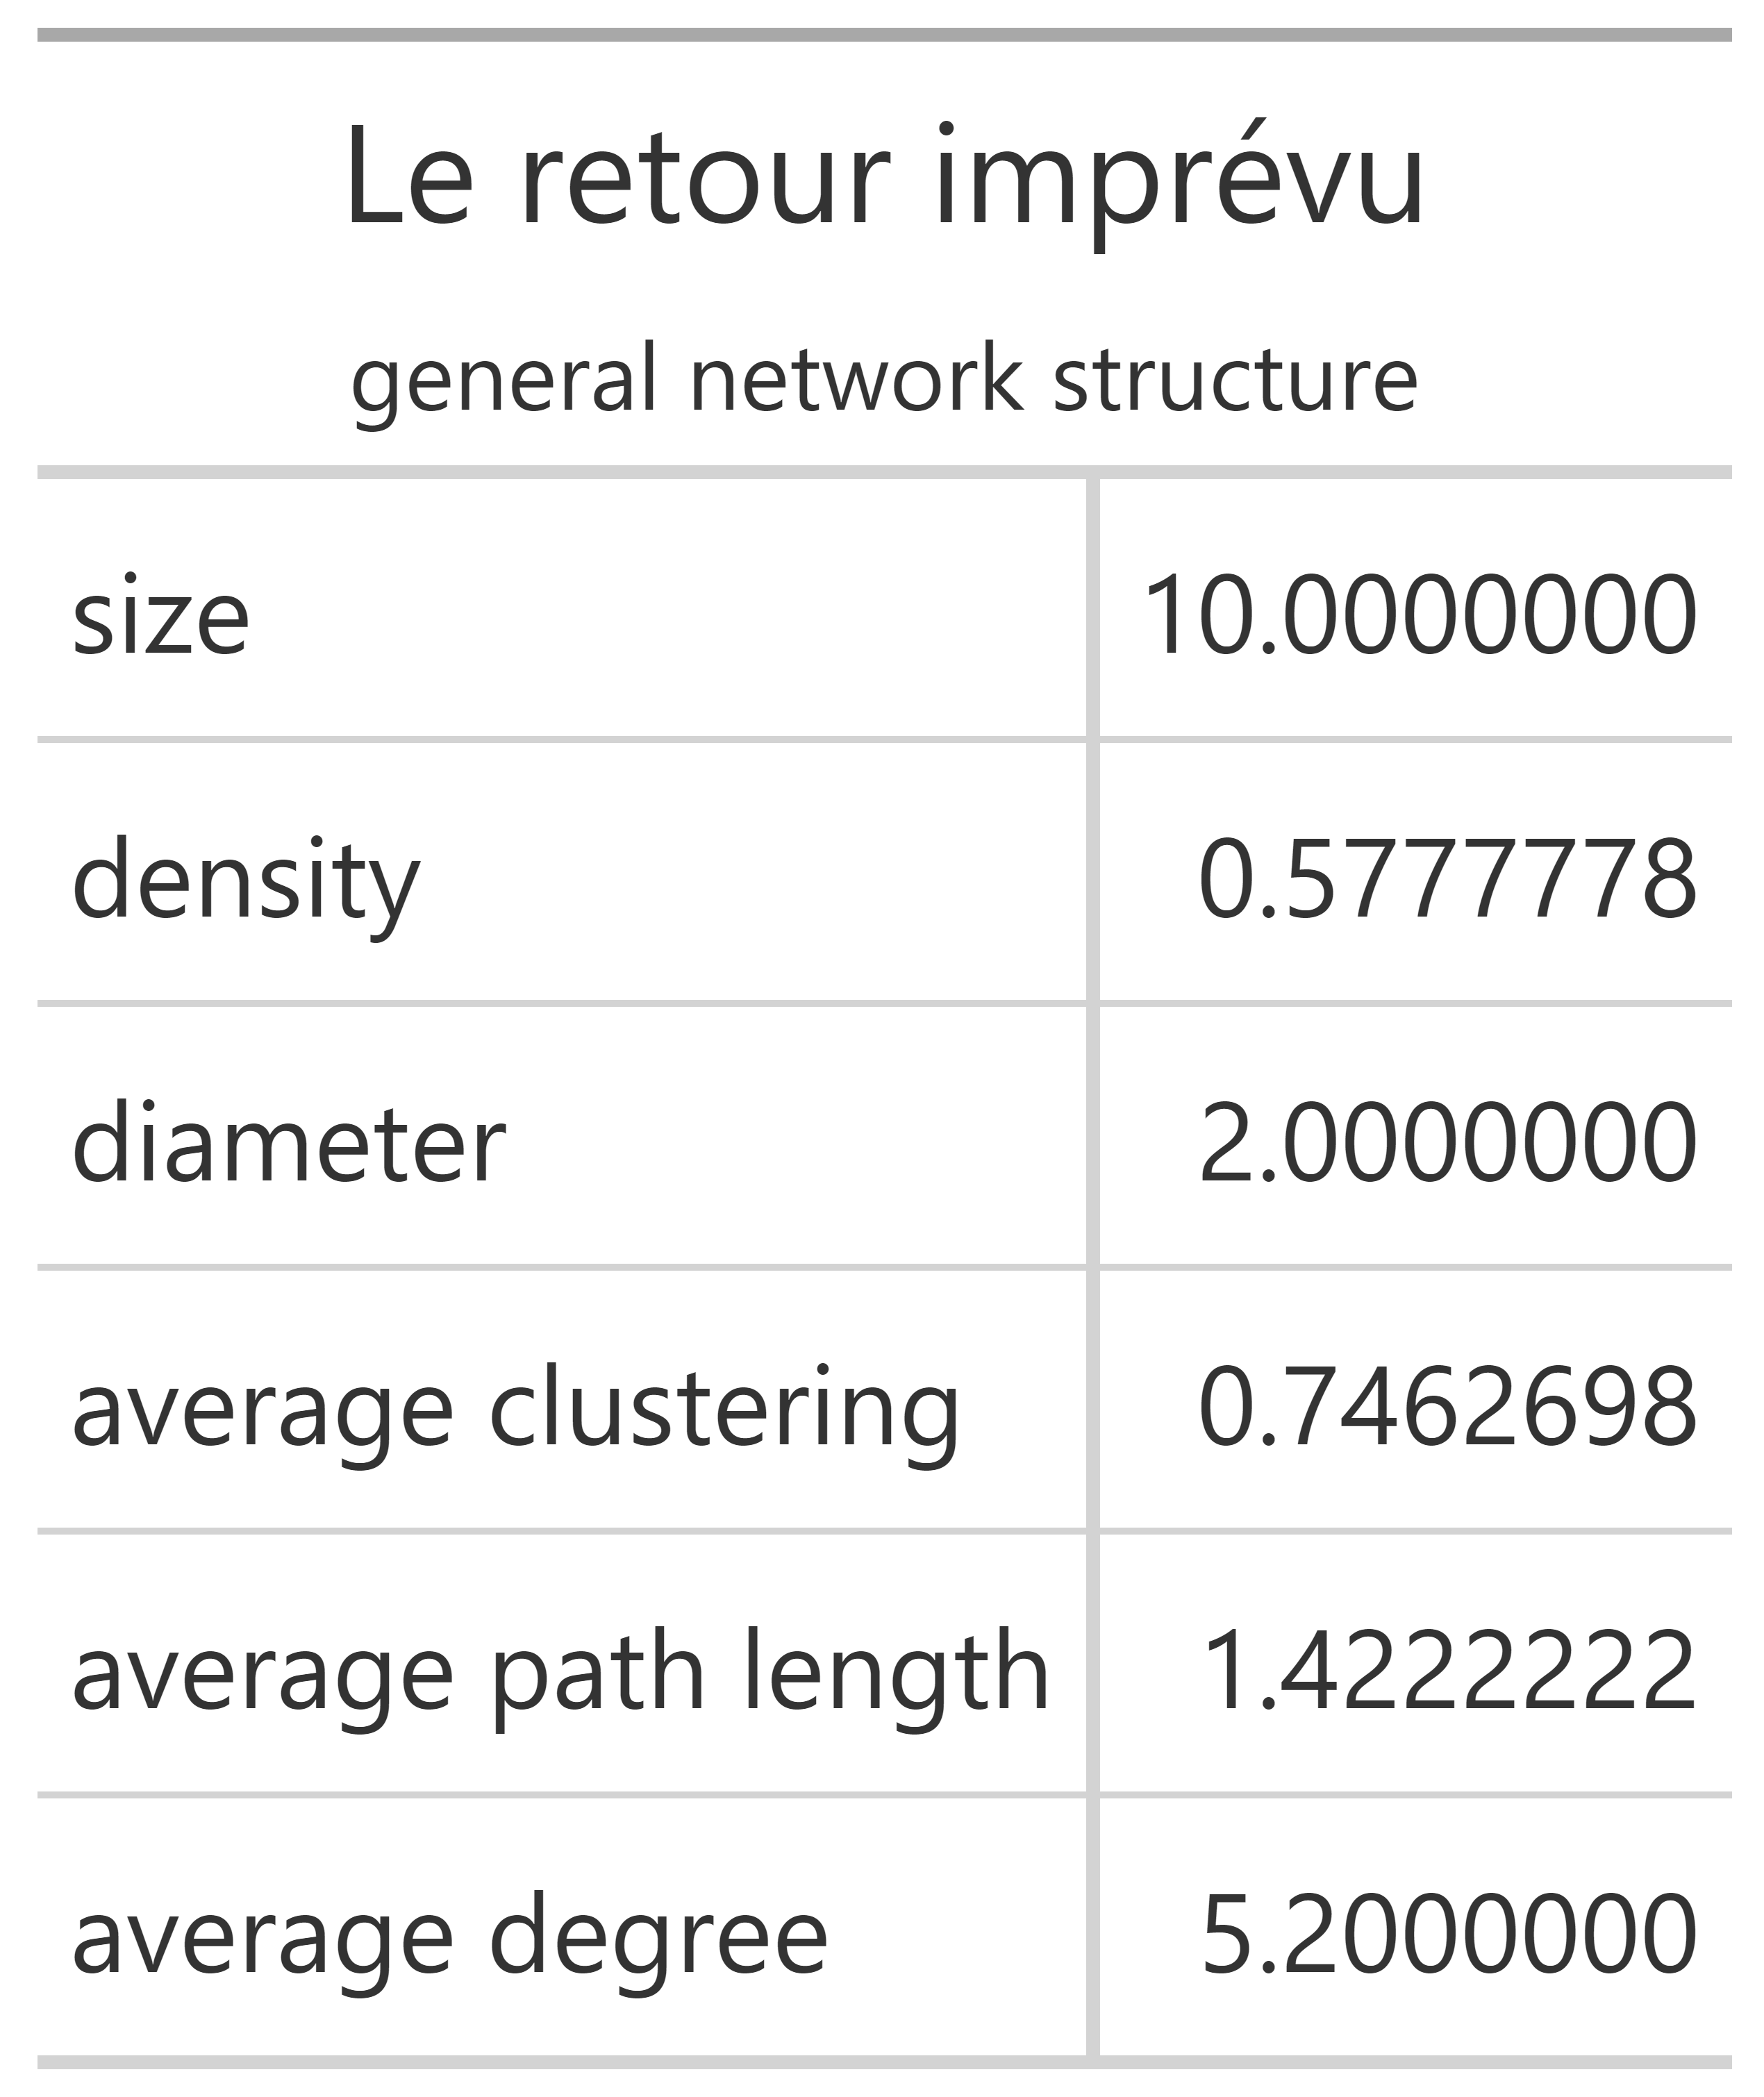 Le retour imprévu
general network structure
size 10.0000000
density 0.5777778
diameter 2.0000000
average clustering 0.7462698
average path length 1.4222222
average degree 5.2000000